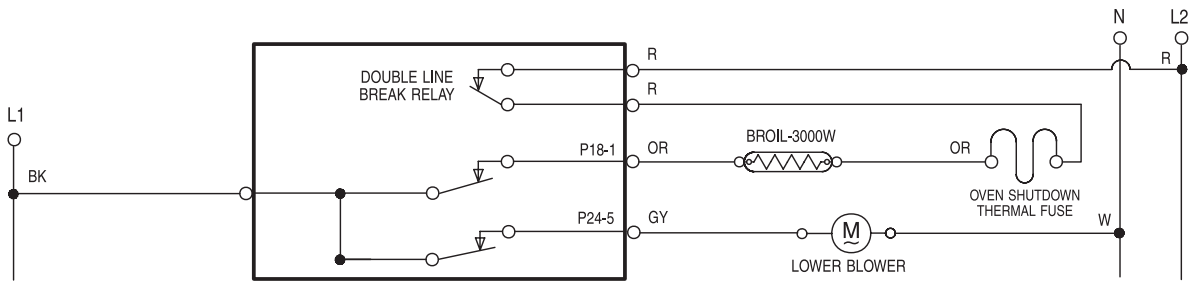 N
L2
R
R
DOUBLE LINE
BREAK RELAY
R
L1
BROIL-3000W
P18-1
OR
OR
BK
OVEN SHUTDOWN
THERMAL FUSE
P24-5
GY
W
M
~
LOWER BLOWER